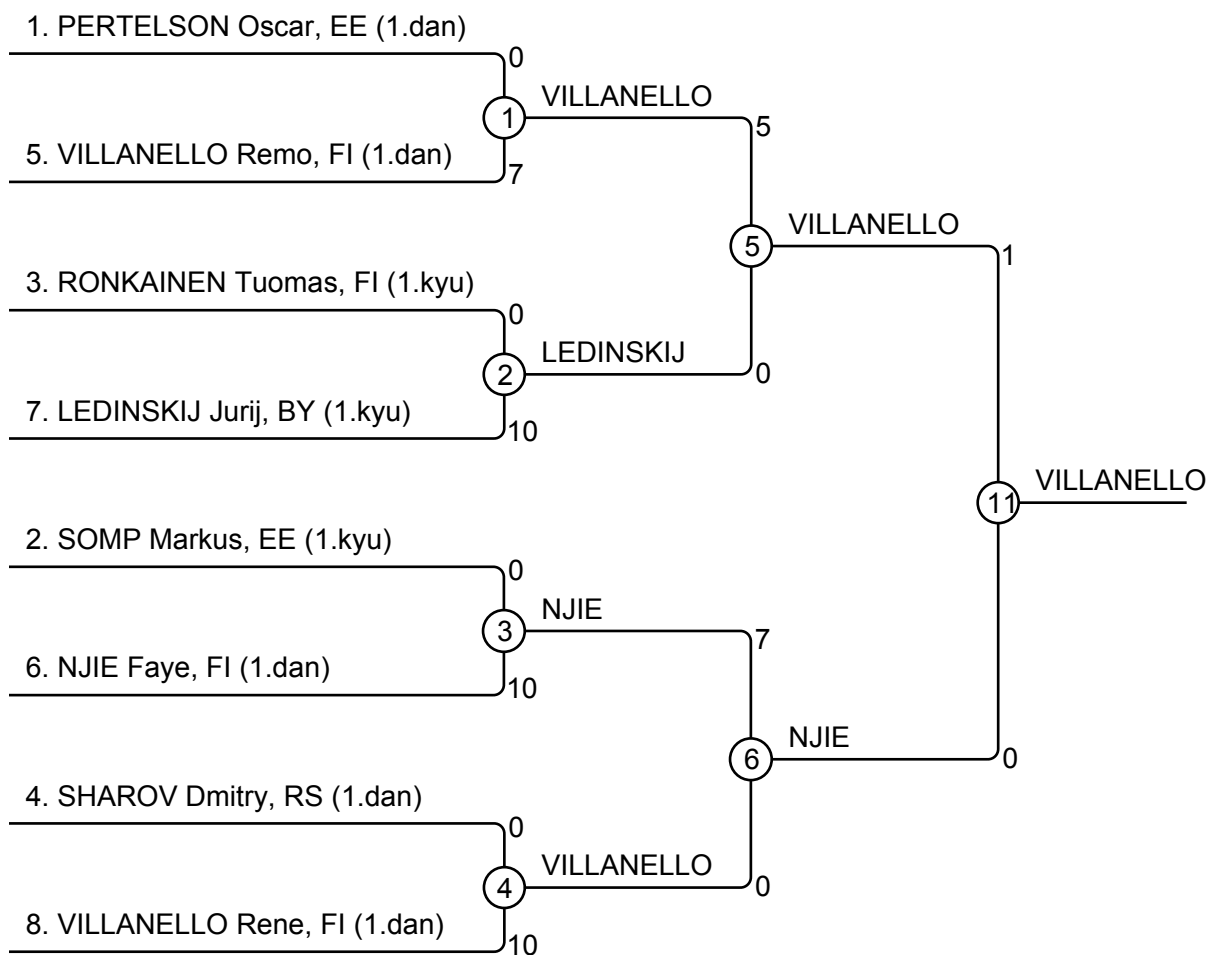 1. PERTELSON Oscar, EE (1.dan)
0
VILLANELLO
1
5
5. VILLANELLO Remo, FI (1.dan)
7
VILLANELLO
5
1
3. RONKAINEN Tuomas, FI (1.kyu)
0
LEDINSKIJ
2
0
7. LEDINSKIJ Jurij, BY (1.kyu)
10
VILLANELLO
11
2. SOMP Markus, EE (1.kyu)
0
NJIE
3
7
6. NJIE Faye, FI (1.dan)
10
NJIE
6
0
4. SHAROV Dmitry, RS (1.dan)
0
VILLANELLO
4
0
8. VILLANELLO Rene, FI (1.dan)
10